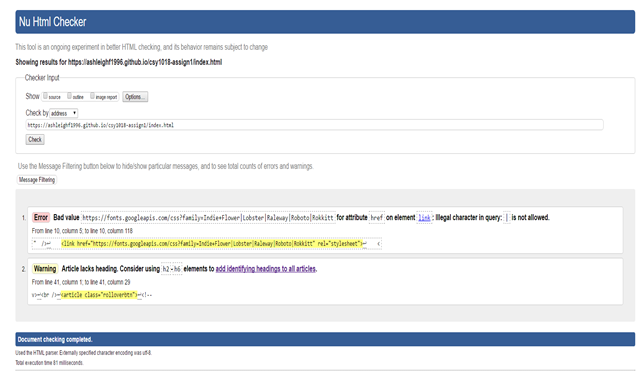 Nu Html Checker
This tool is an ongoing experiment in better HTML checking, and its behavior remains subject to change
Showing results for https://ashleighf1996.github.io/csy1018-assign1/index.html
Checker Input
Show source outline image report Options...
Check by address
https://ashleighf1996.github.io/csy1018-assign1/index.html
Check
Use the Message Filtering button below to hide/show particular messages, and to see total counts of errors and warnings.
Message Filtering
1. Error Bad value https://fonts.googleapis.com/css?family=Indie+Flower|Lobster|Raleway|Roboto|Rokkitt for attribute href on element link: Illegal character in query: | is not allowed.
From line 10, column 5; to line 10, column 118
" />↩ <link href="https://fonts.googleapis.com/css?family=Indie+Flower|Lobster|Raleway|Roboto|Rokkitt" rel="stylesheet">↩ <
2. Warning Article lacks heading. Consider using h2-h6 elements to add identifying headings to all articles.
From line 41, column 1; to line 41, column 29
v>↩<br />↩<article class="rolloverbtn">↩<!--
Document checking completed.
Used the HTML parser. Externally specified character encoding was utf-8.
Total execution time 81 milliseconds.